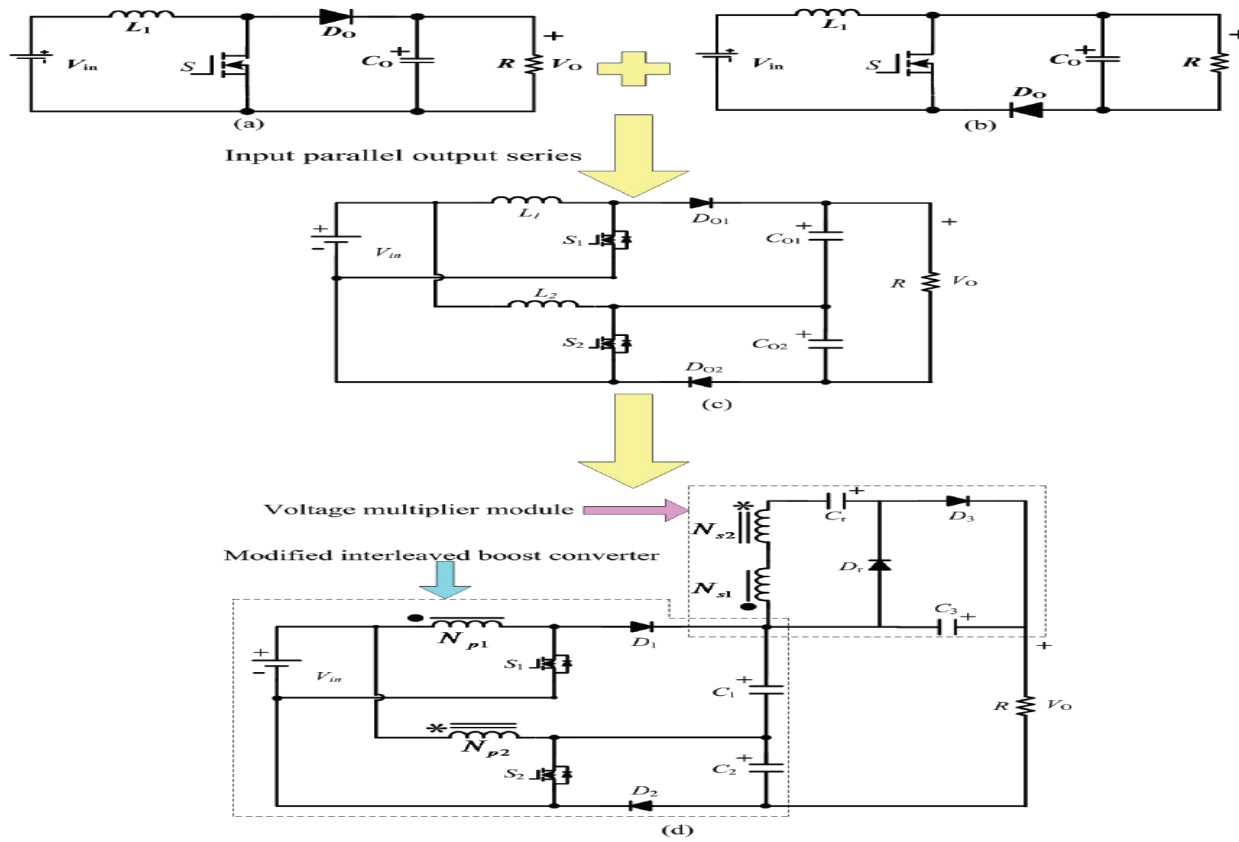 L1
DO
Vin
S
CO
R
VO
+
(a)
L1
Vin
S
CO
R
+
DO
(b)
Input parallel output series
L1
DO1
+
Vin
S1
CO1
L2
R
VO
S2
CO2
DO2
(c)
Voltage multiplier module
Ns2
Cr
D3
Dr
Ns1
C3
Modified interleaved boost converter
Np1
D1
+
Vin
S1
C1
R
VO
Np2
S2
C2
D2
(d)